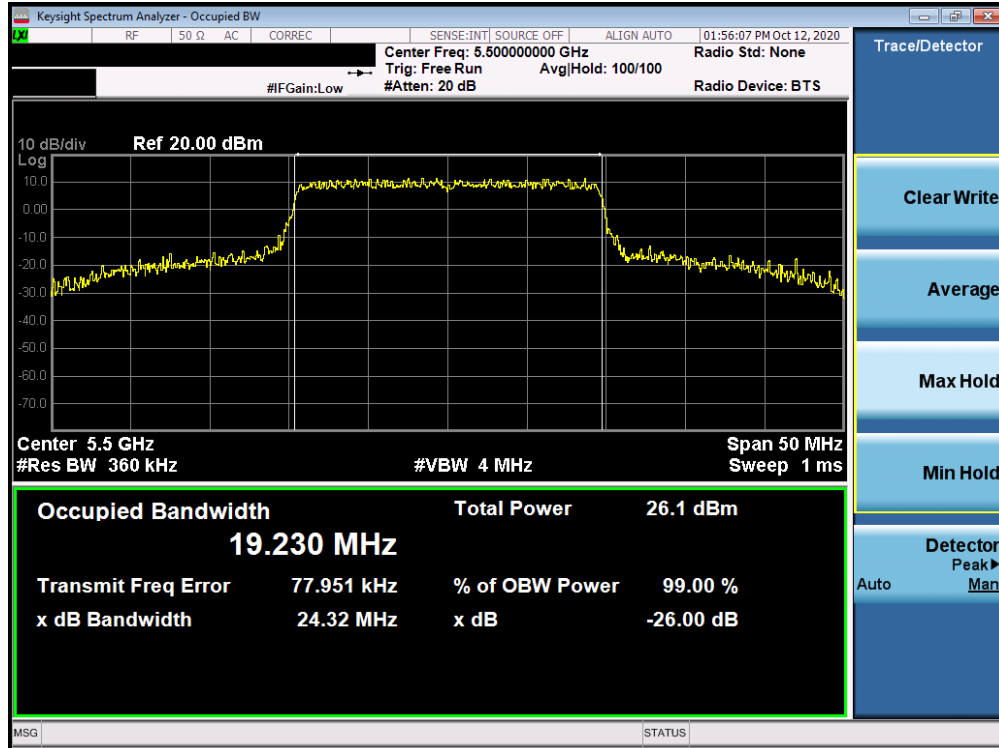 Keysight Spectrum Analyzer - Occupied BW
LXI RF 50 Ω AC CORREC SENSE:INT SOURCE OFF ALIGN AUTO 01:56:07 PM Oct 12, 2020
Center Freq: 5.500000000 GHz Radio Std: None
Trig: Free Run Avg|Hold: 100/100
#IFGain:Low #Atten: 20 dB Radio Device: BTS
10 dB/div Ref 20.00 dBm
Log
10.0
0.00
-10.0
-20.0
-30.0
-40.0
-50.0
-60.0
-70.0
Center 5.5 GHz Span 50 MHz
#Res BW 360 kHz #VBW 4 MHz Sweep 1 ms
Occupied Bandwidth Total Power 26.1 dBm
19.230 MHz
Transmit Freq Error 77.951 kHz % of OBW Power 99.00 %
x dB Bandwidth 24.32 MHz x dB -26.00 dB
MSG STATUS
Trace/Detector
Clear Write
Average
Max Hold
Min Hold
Detector
Peak▶
Auto Man